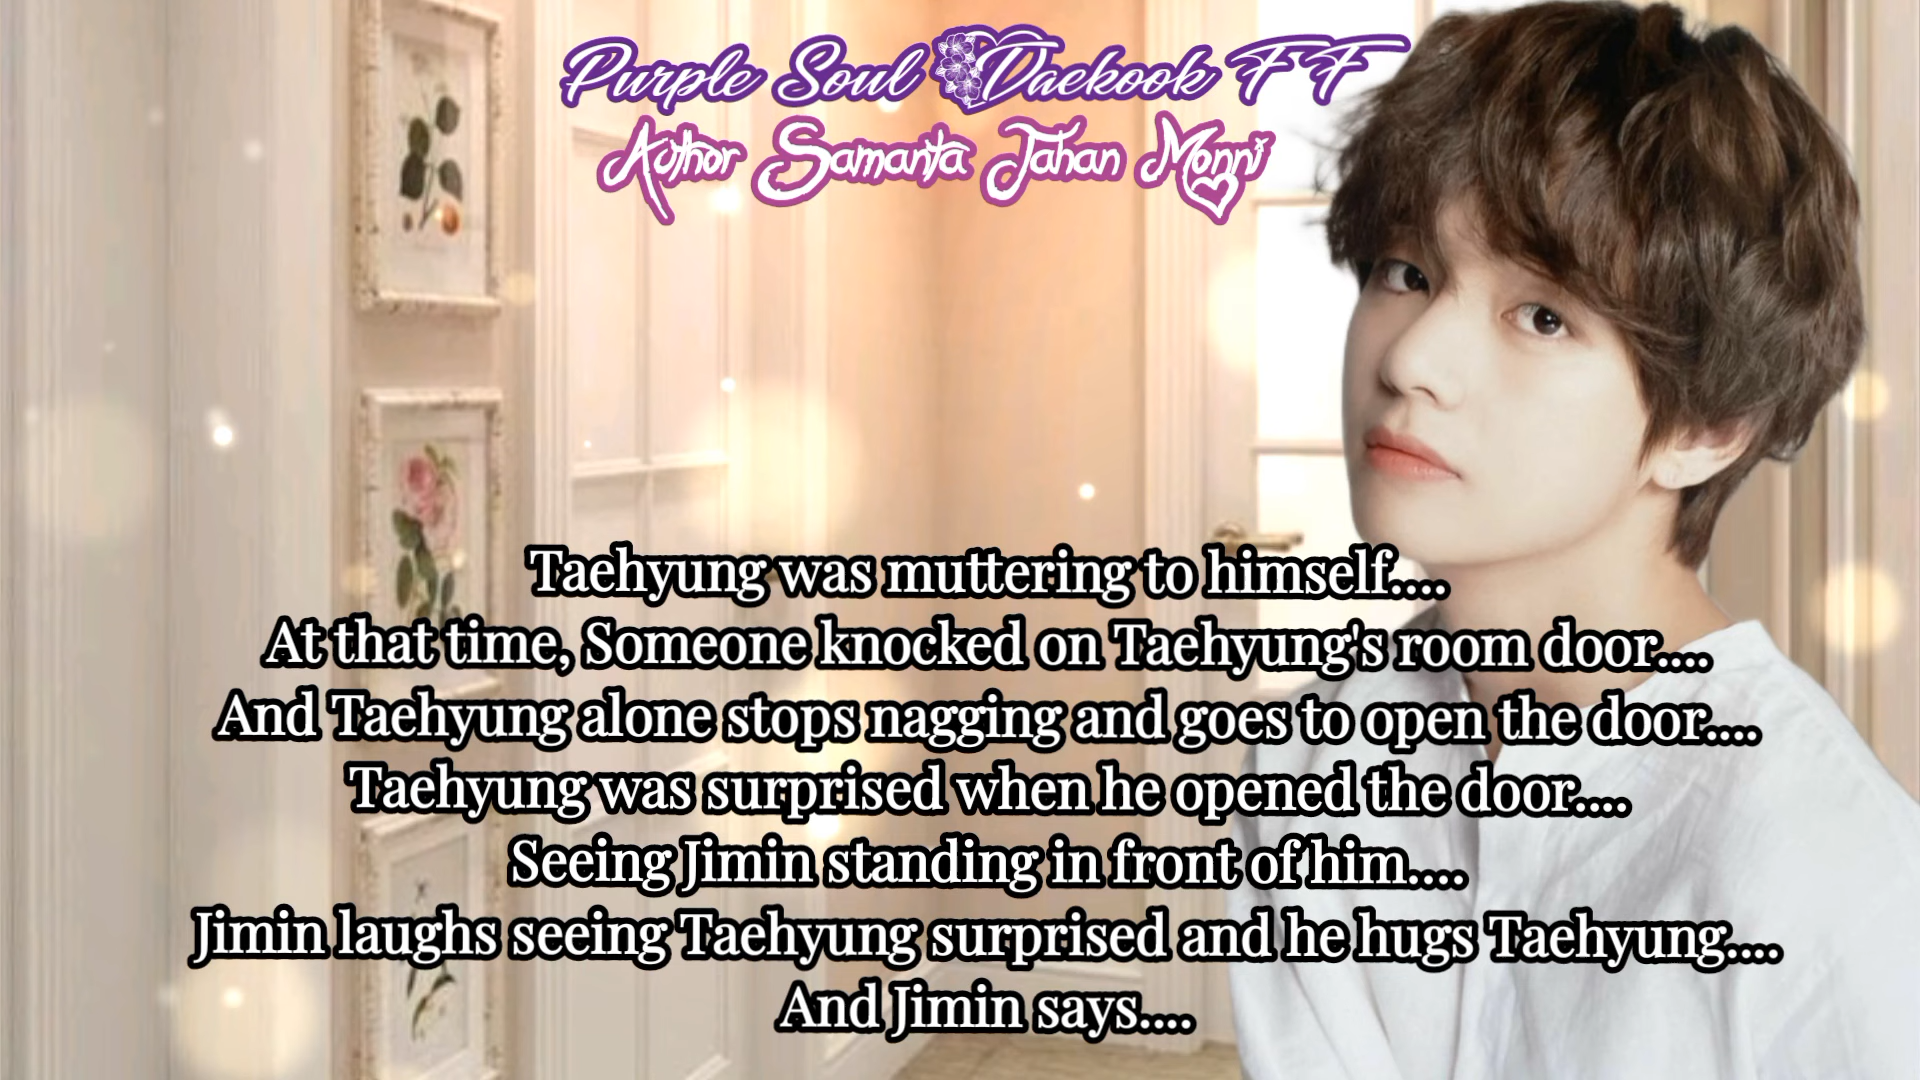 Purple Soul Daekook FF
Author Samanta Jahan Monni
Taehyung was muttering to himself....
At that time, Someone knocked on Taehyung's room door....
And Taehyung alone stops nagging and goes to open the door....
Taehyung was surprised when he opened the door....
Seeing Jimin standing in front of him....
Jimin laughs seeing Taehyung surprised and he hugs Taehyung....
And Jimin says....